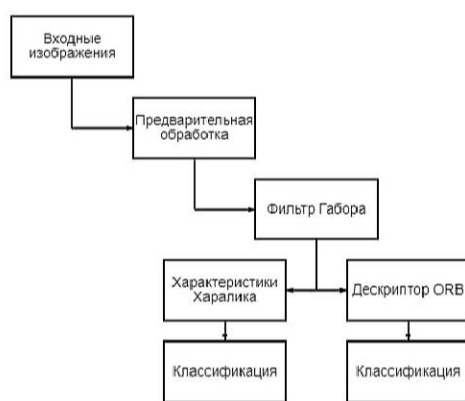 Входные
изображения
Предварительная
обработка
Фильтр Габора
Характеристики
Харалика
Дескриптор ORB
Классификация
Классификация